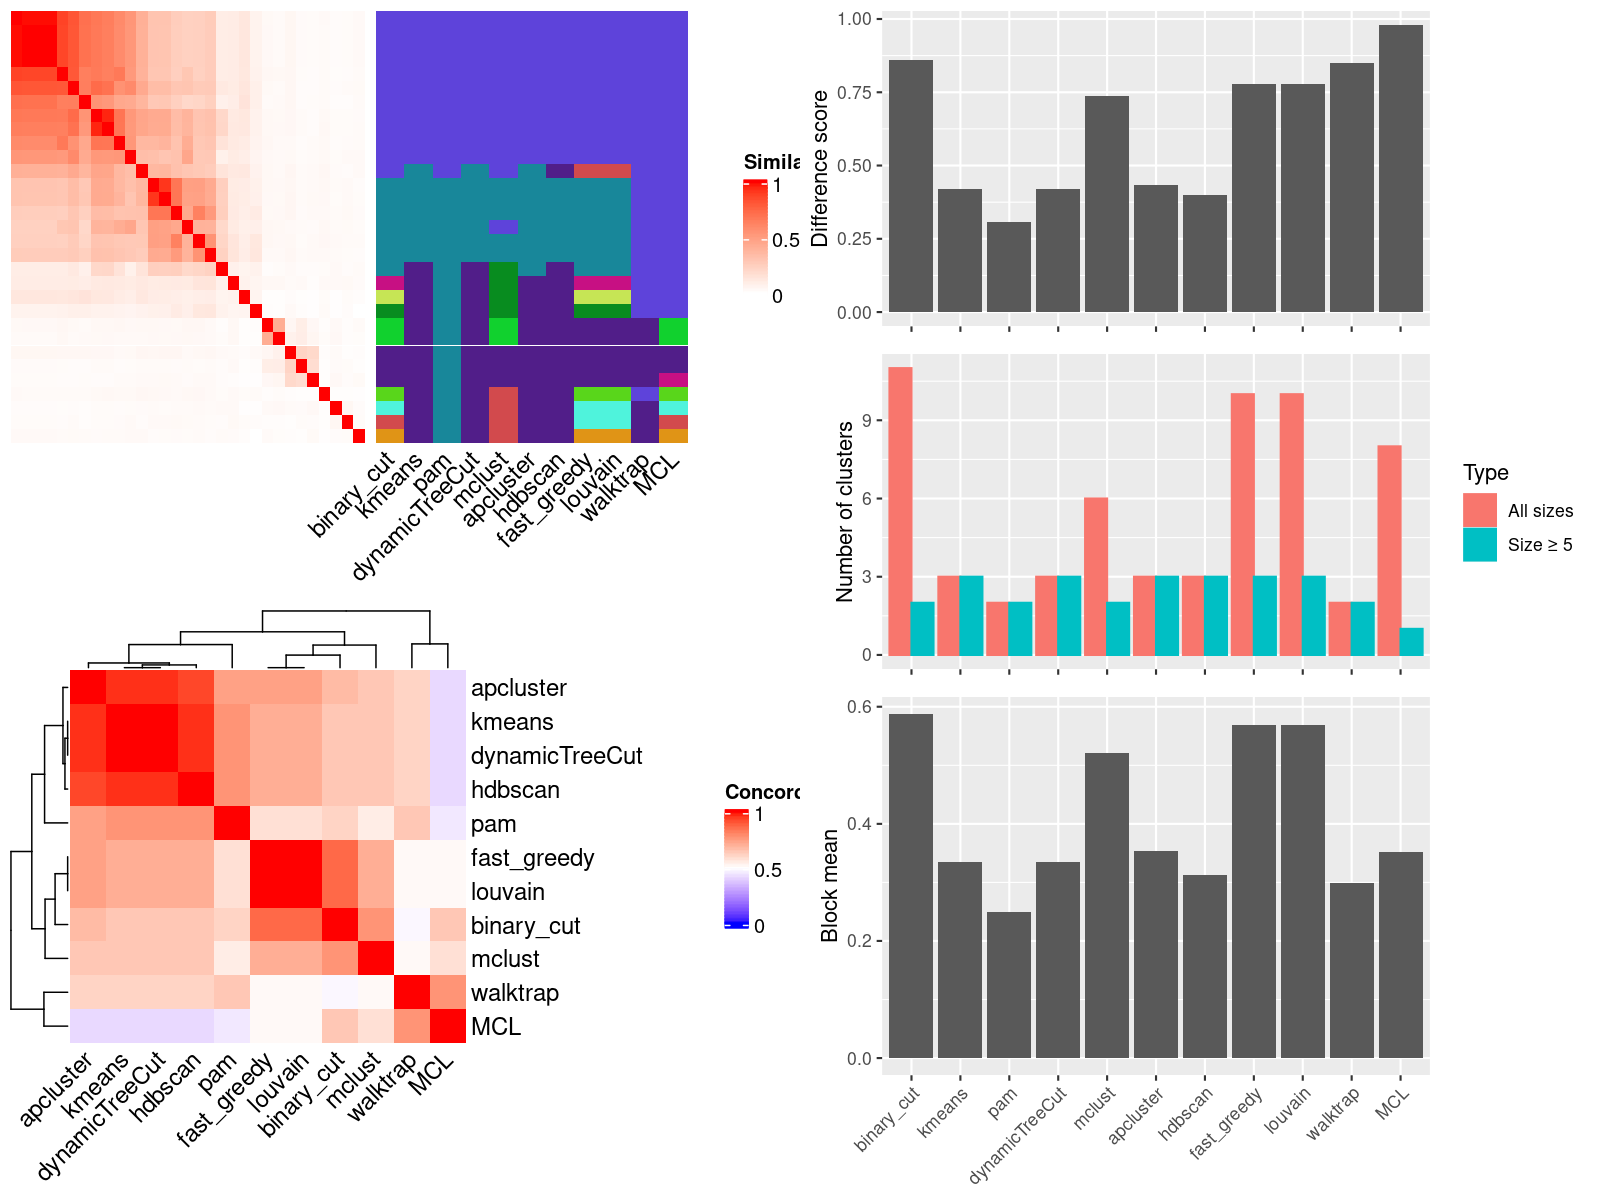 Simila
1
0.5
0
binary_cut
kmeans
pam
dynamicTreeCut
mclust
apcluster
hdbscan
fast_greedy
louvain
walktrap
MCL
apcluster
kmeans
dynamicTreeCut
hdbscan
pam
fast_greedy
louvain
binary_cut
mclust
walktrap
MCL
Concord
1
0.5
0
apcluster
kmeans
dynamicTreeCut
hdbscan
pam
fast_greedy
louvain
binary_cut
mclust
walktrap
MCL
Difference score
1.00
0.75
0.50
0.25
0.00
Number of clusters
9
6
3
0
Type
All sizes
Size ≥ 5
Block mean
0.6
0.4
0.2
0.0
binary_cut
kmeans
pam
dynamicTreeCut
mclust
apcluster
hdbscan
fast_greedy
louvain
walktrap
MCL